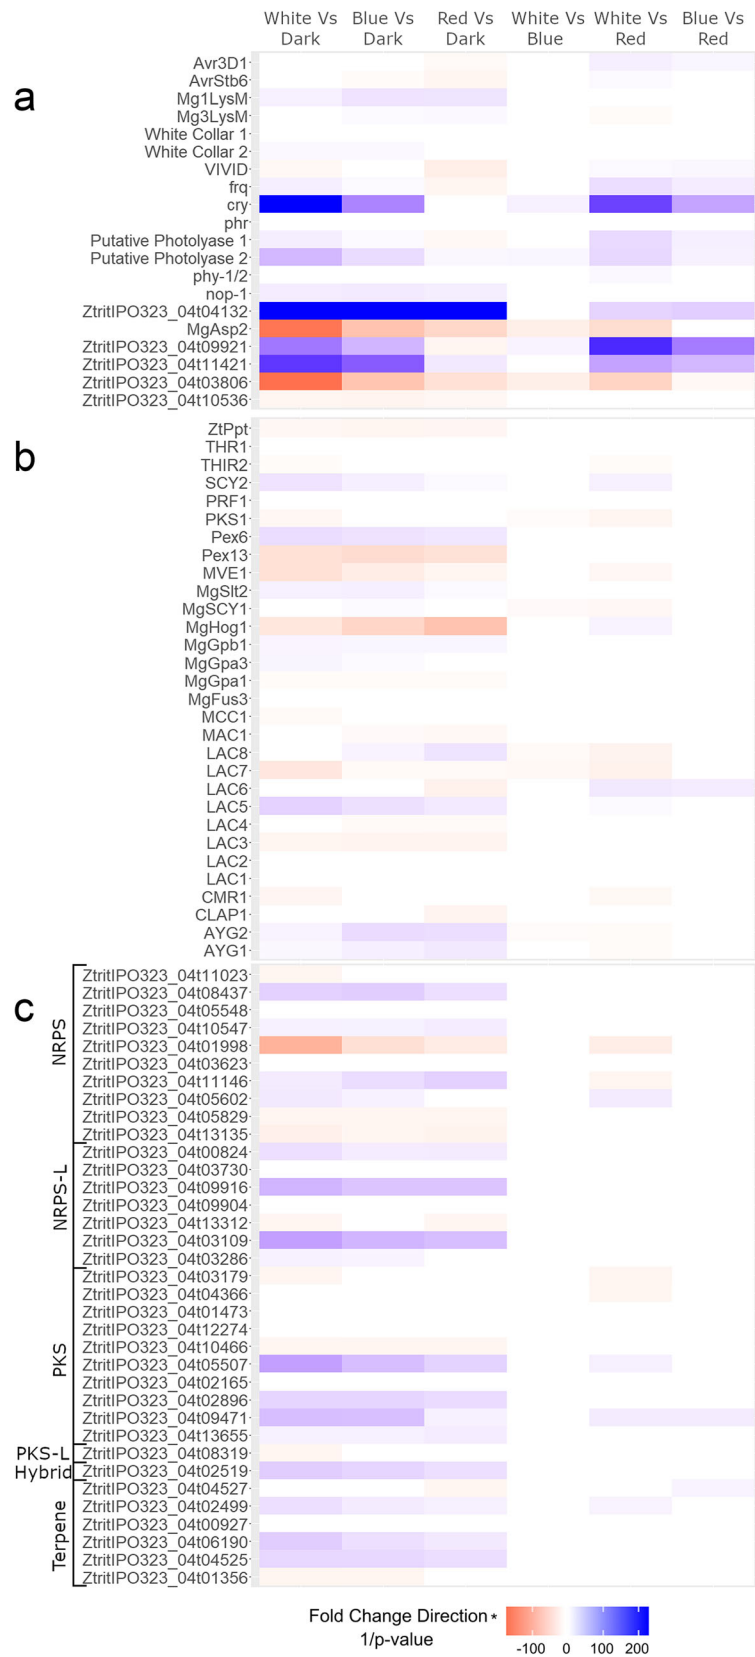 White Vs Dark
Blue Vs Dark
Red Vs Dark
White Vs Blue
White Vs Red
Blue Vs Red
a
Avr3D1
AvrStb6
Mg1LysM
Mg3LysM
White Collar 1
White Collar 2
VIVID
frq
cry
phr
Putative Photolyase 1
Putative Photolyase 2
phy-1/2
nop-1
ZtritIPO323_04t04132
MgAsp2
ZtritIPO323_04t09921
ZtritIPO323_04t11421
ZtritIPO323_04t03806
ZtritIPO323_04t10536
b
ZtPpt
THR1
THIR2
SCY2
PRF1
PKS1
Pex6
Pex13
MVE1
MgSlt2
MgSCY1
MgHog1
MgGpb1
MgGpa3
MgGpa1
MgFus3
MCC1
MAC1
LAC8
LAC7
LAC6
LAC5
LAC4
LAC3
LAC2
LAC1
CMR1
CLAP1
AYG2
AYG1
c
NRPS
ZtritIPO323_04t11023
ZtritIPO323_04t08437
ZtritIPO323_04t05548
ZtritIPO323_04t10547
ZtritIPO323_04t01998
ZtritIPO323_04t03623
ZtritIPO323_04t11146
ZtritIPO323_04t05602
ZtritIPO323_04t05829
ZtritIPO323_04t13135
NRPS-L
ZtritIPO323_04t00824
ZtritIPO323_04t03730
ZtritIPO323_04t09916
ZtritIPO323_04t09904
ZtritIPO323_04t13312
ZtritIPO323_04t03109
ZtritIPO323_04t03286
PKS
ZtritIPO323_04t03179
ZtritIPO323_04t04366
ZtritIPO323_04t01473
ZtritIPO323_04t12274
ZtritIPO323_04t10466
ZtritIPO323_04t05507
ZtritIPO323_04t02165
ZtritIPO323_04t02896
ZtritIPO323_04t09471
ZtritIPO323_04t13655
PKS-L
ZtritIPO323_04t08319
Hybrid
ZtritIPO323_04t02519
Terpene
ZtritIPO323_04t04527
ZtritIPO323_04t02499
ZtritIPO323_04t00927
ZtritIPO323_04t06190
ZtritIPO323_04t04525
ZtritIPO323_04t01356
Fold Change Direction *
1/p-value
-100 0 100 200